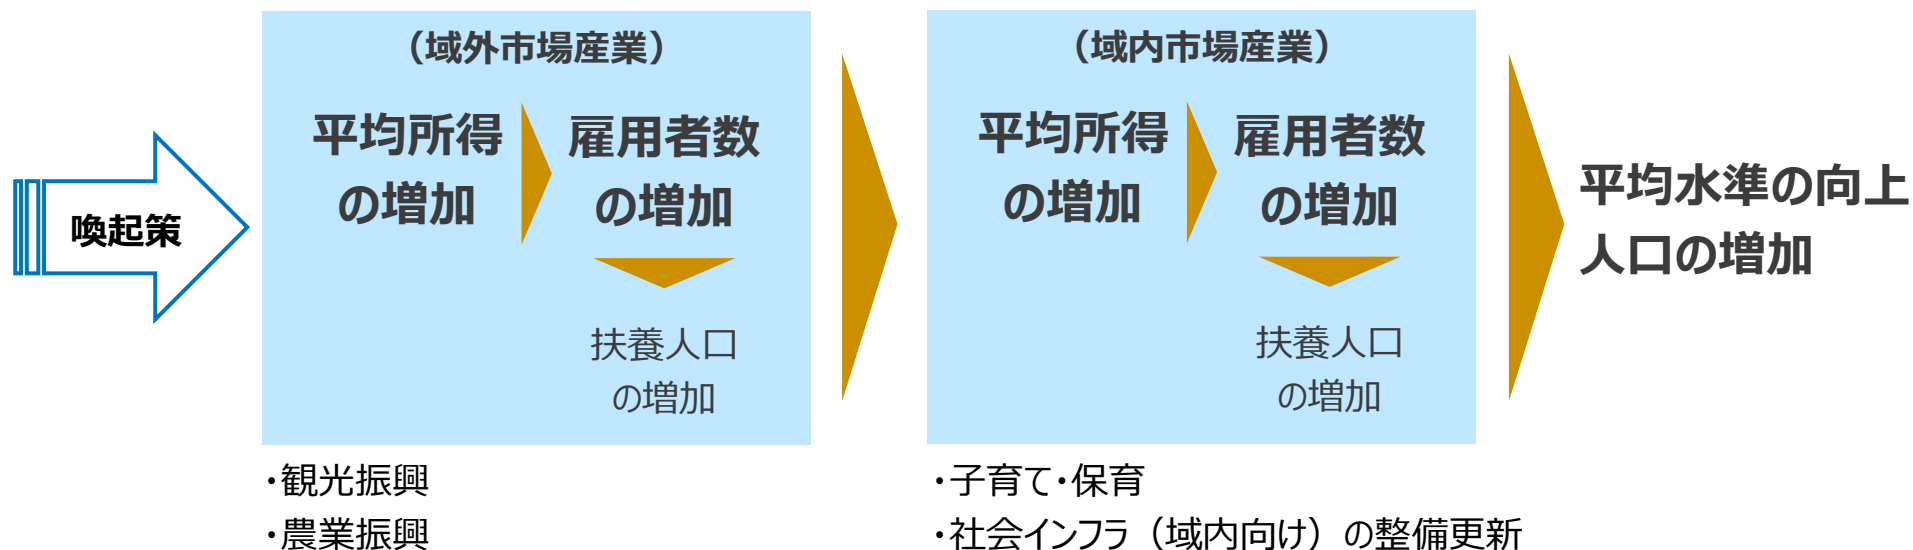 喚起策
（域外市場産業）
平均所得
の増加
雇用者数
の増加
扶養人口
の増加
・観光振興
・農業振興
（域内市場産業）
平均所得
の増加
雇用者数
の増加
扶養人口
の増加
・子育て・保育
・社会インフラ（域内向け）の整備更新
平均水準の向上
人口の増加